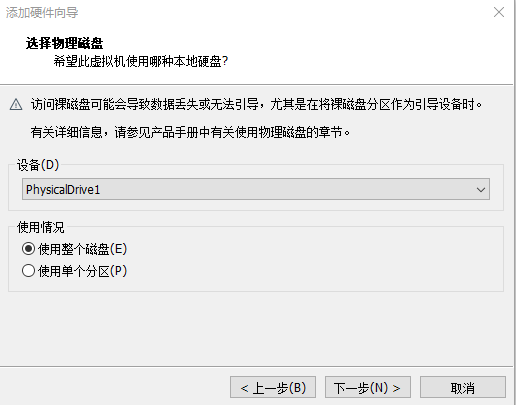 添加硬件向导
选择物理磁盘
希望此虚拟机使用哪种本地硬盘?
访问裸磁盘可能会导致数据丢失或无法引导，尤其是在将裸磁盘分区作为引导设备时。
有关详细信息，请参见产品手册中有关使用物理磁盘的章节。
设备(D)
PhysicalDrive1
使用情况
使用整个磁盘(E)
使用单个分区(P)
< 上一步(B)
下一步(N) >
取消